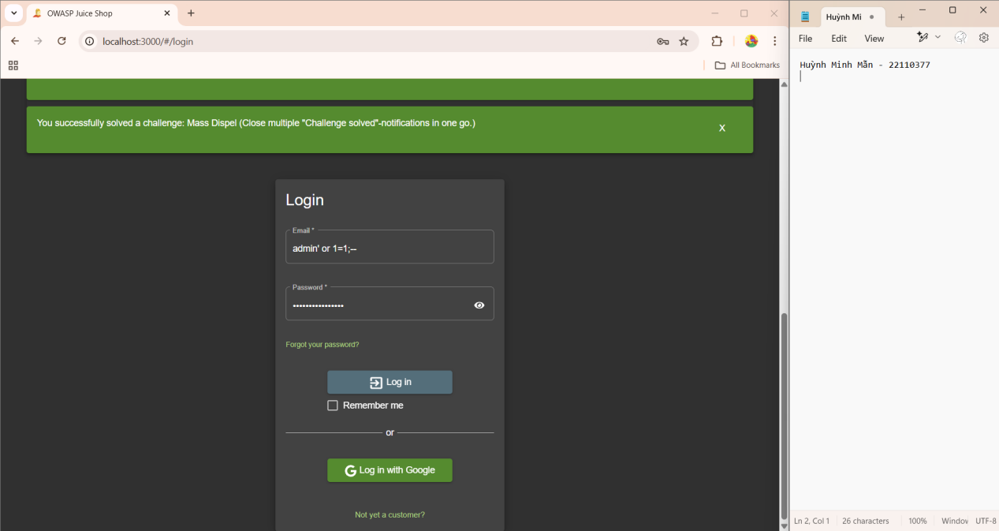 OWASP Juice Shop
localhost:3000/#/login
All Bookmarks
You successfully solved a challenge: Mass Dispel (Close multiple "Challenge solved"-notifications in one go.)
X
Login
Email *
admin' or 1=1;--
Password *
••••••••••••••••
Forgot your password?
Log in
Remember me
or
G Log in with Google
Not yet a customer?
Huỳnh Mi
File Edit View
Huỳnh Minh Mẫn - 22110377
Ln 2, Col 1 26 characters 100% Window UTF-8